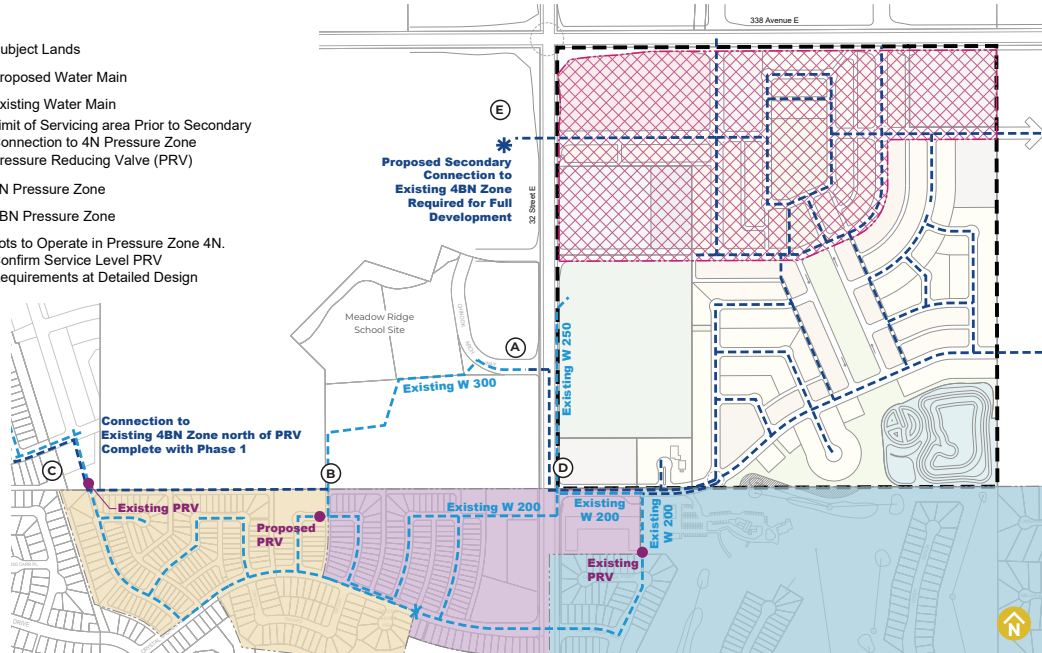 338 Avenue E
ubject Lands
roposed Water Main
xisting Water Main
imit of Servicing area Prior to Secondary
onnection to 4N Pressure Zone
ressure Reducing Valve (PRV)
N Pressure Zone
BN Pressure Zone
ots to Operate in Pressure Zone 4N.
onfirm Service Level PRV
equirements at Detailed Design
E
Proposed Secondary
Connection to
Existing 4BN Zone
Required for Full
Development
32 Street E
Meadow Ridge
School Site
A
Existing W 300
Existing W 250
Connection to
Existing 4BN Zone north of PRV
Complete with Phase 1
C
B
D
Existing PRV
Proposed
PRV
Existing W 200
Existing
W 200
Existing
W 200
Existing
PRV
DRIVE
CRYSTAL
N